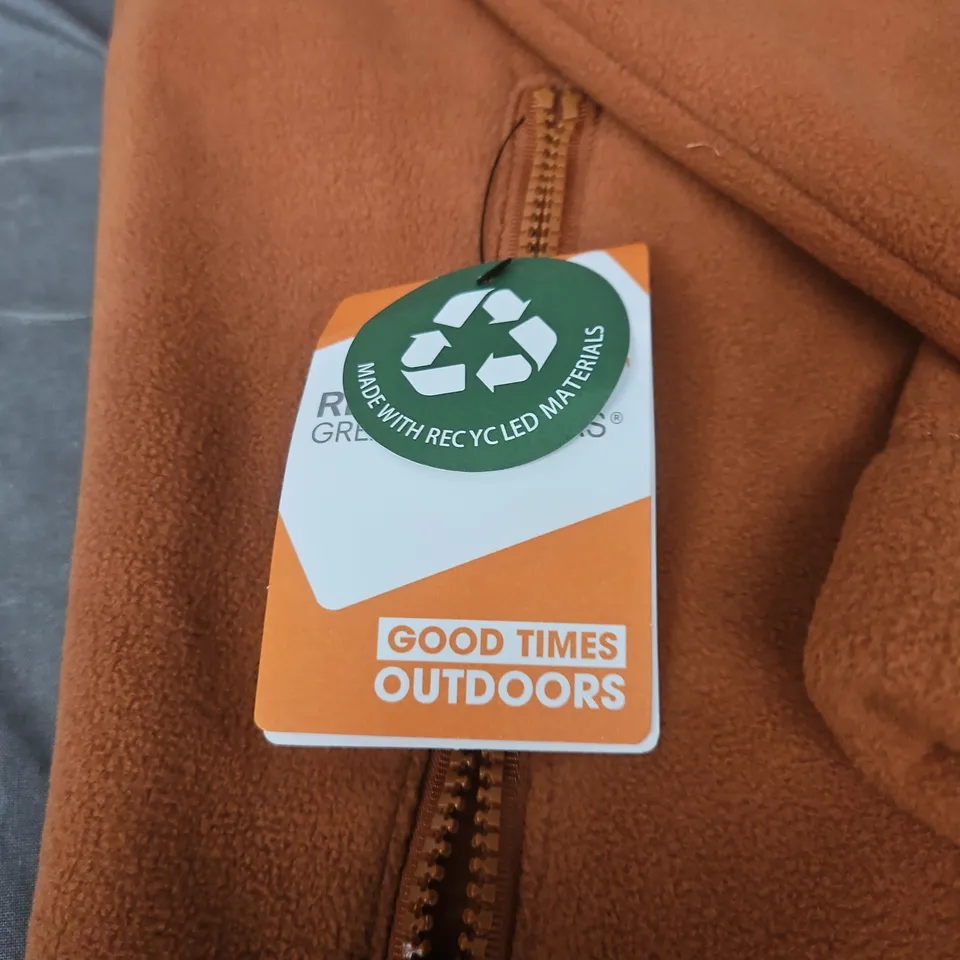 MADE WITH RECYCLED MATERIALS
GOOD TIMES
OUTDOORS